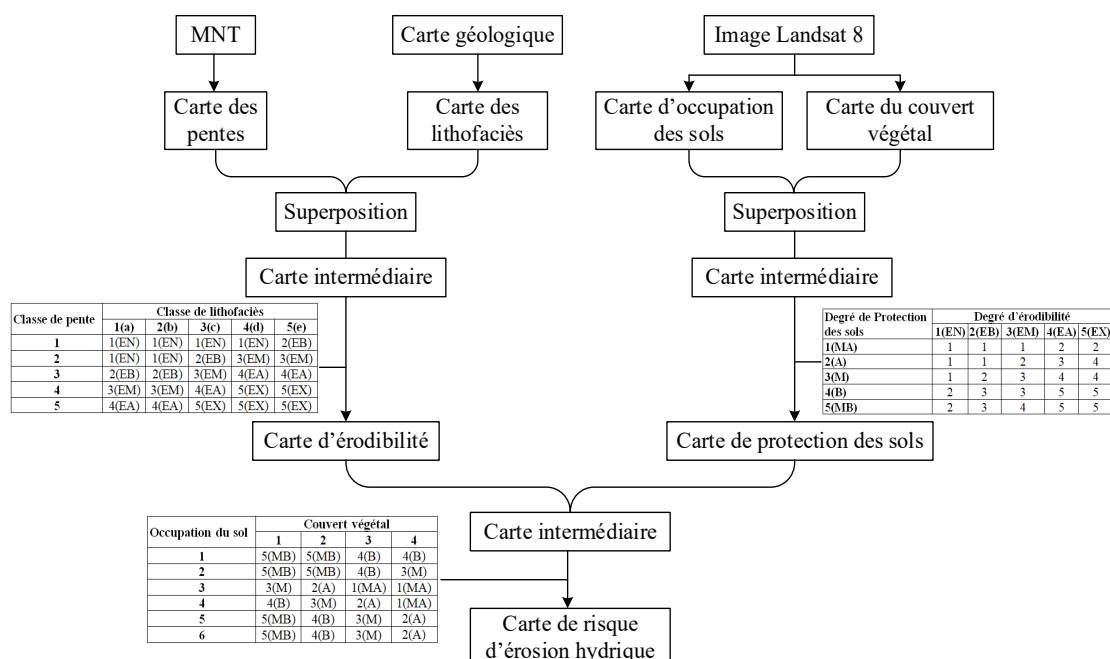 MNT
Carte géologique
Image Landsat 8
Carte des
pentes
Carte des
lithofaciès
Carte d'occupation
des sols
Carte du couvert
végétal
Superposition
Superposition
Carte intermédiaire
Carte intermédiaire
Classe de pente Classe de lithofaciès
1(a) 2(b) 3(c) 4(d) 5(e)
1 1(EN) 1(EN) 1(EN) 1(EN) 2(EB)
2 1(EN) 1(EN) 2(EB) 3(EM) 3(EM)
3 2(EB) 2(EB) 3(EM) 4(EA) 4(EA)
4 3(EM) 3(EM) 4(EA) 5(EX) 5(EX)
5 4(EA) 4(EA) 5(EX) 5(EX) 5(EX)
Degré de Protection Degré d'érodibilité
des sols 1(EN) 2(EB) 3(EM) 4(EA) 5(EX)
1(MA) 1 1 1 2 2
2(A) 1 1 2 3 4
3(M) 1 2 3 4 4
4(B) 2 3 3 5 5
5(MB) 2 3 4 5 5
Carte d'érodibilité
Carte de protection des sols
Carte intermédiaire
Occupation du sol Couvert végétal
1 2 3 4
1 5(MB) 5(MB) 4(B) 4(B)
2 5(MB) 5(MB) 4(B) 3(M)
3 3(M) 2(A) 1(MA) 1(MA)
4 4(B) 3(M) 2(A) 1(MA)
5 5(MB) 4(B) 3(M) 2(A)
6 5(MB) 4(B) 3(M) 2(A)
Carte de risque
d'érosion hydrique